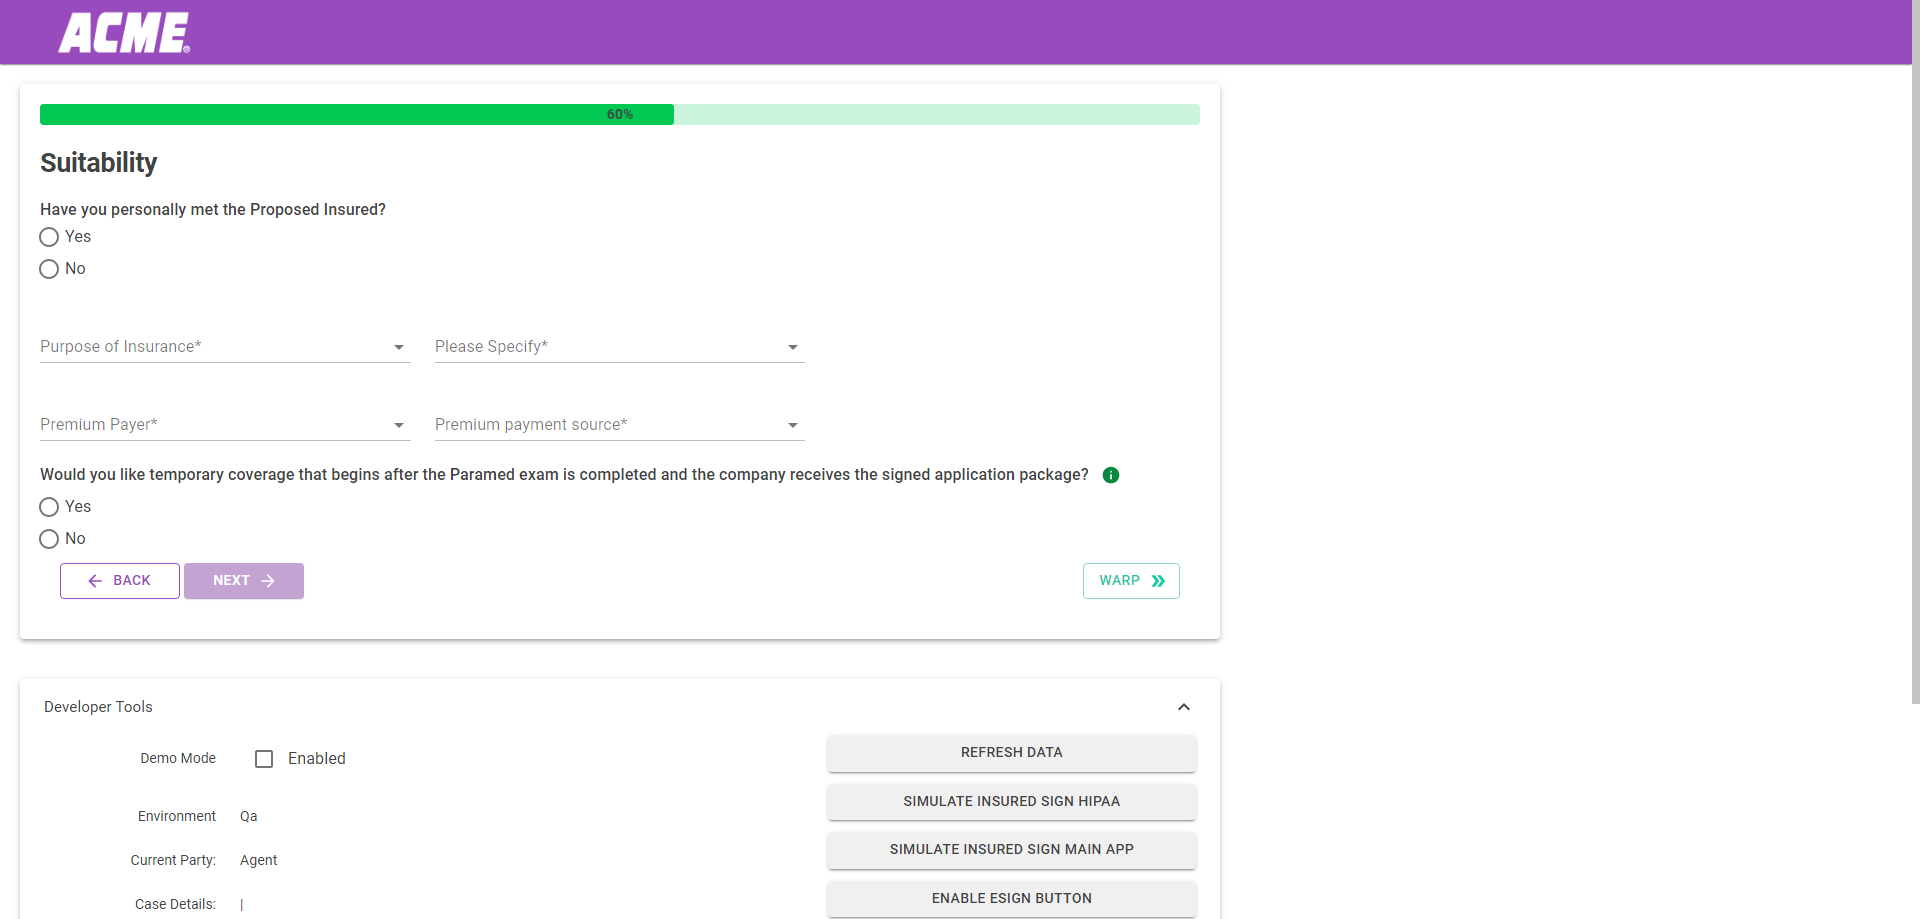 ACME®
60%
Suitability
Have you personally met the Proposed Insured?
Yes
No
Purpose of Insurance* Please Specify*
Premium Payer* Premium payment source*
Would you like temporary coverage that begins after the Paramed exam is completed and the company receives the signed application package? i
Yes
No
BACK NEXT WARP
Developer Tools
Demo Mode Enabled REFRESH DATA
SIMULATE INSURED SIGN HIPAA
Environment Qa
SIMULATE INSURED SIGN MAIN APP
Current Party: Agent
ENABLE ESIGN BUTTON
Case Details: |